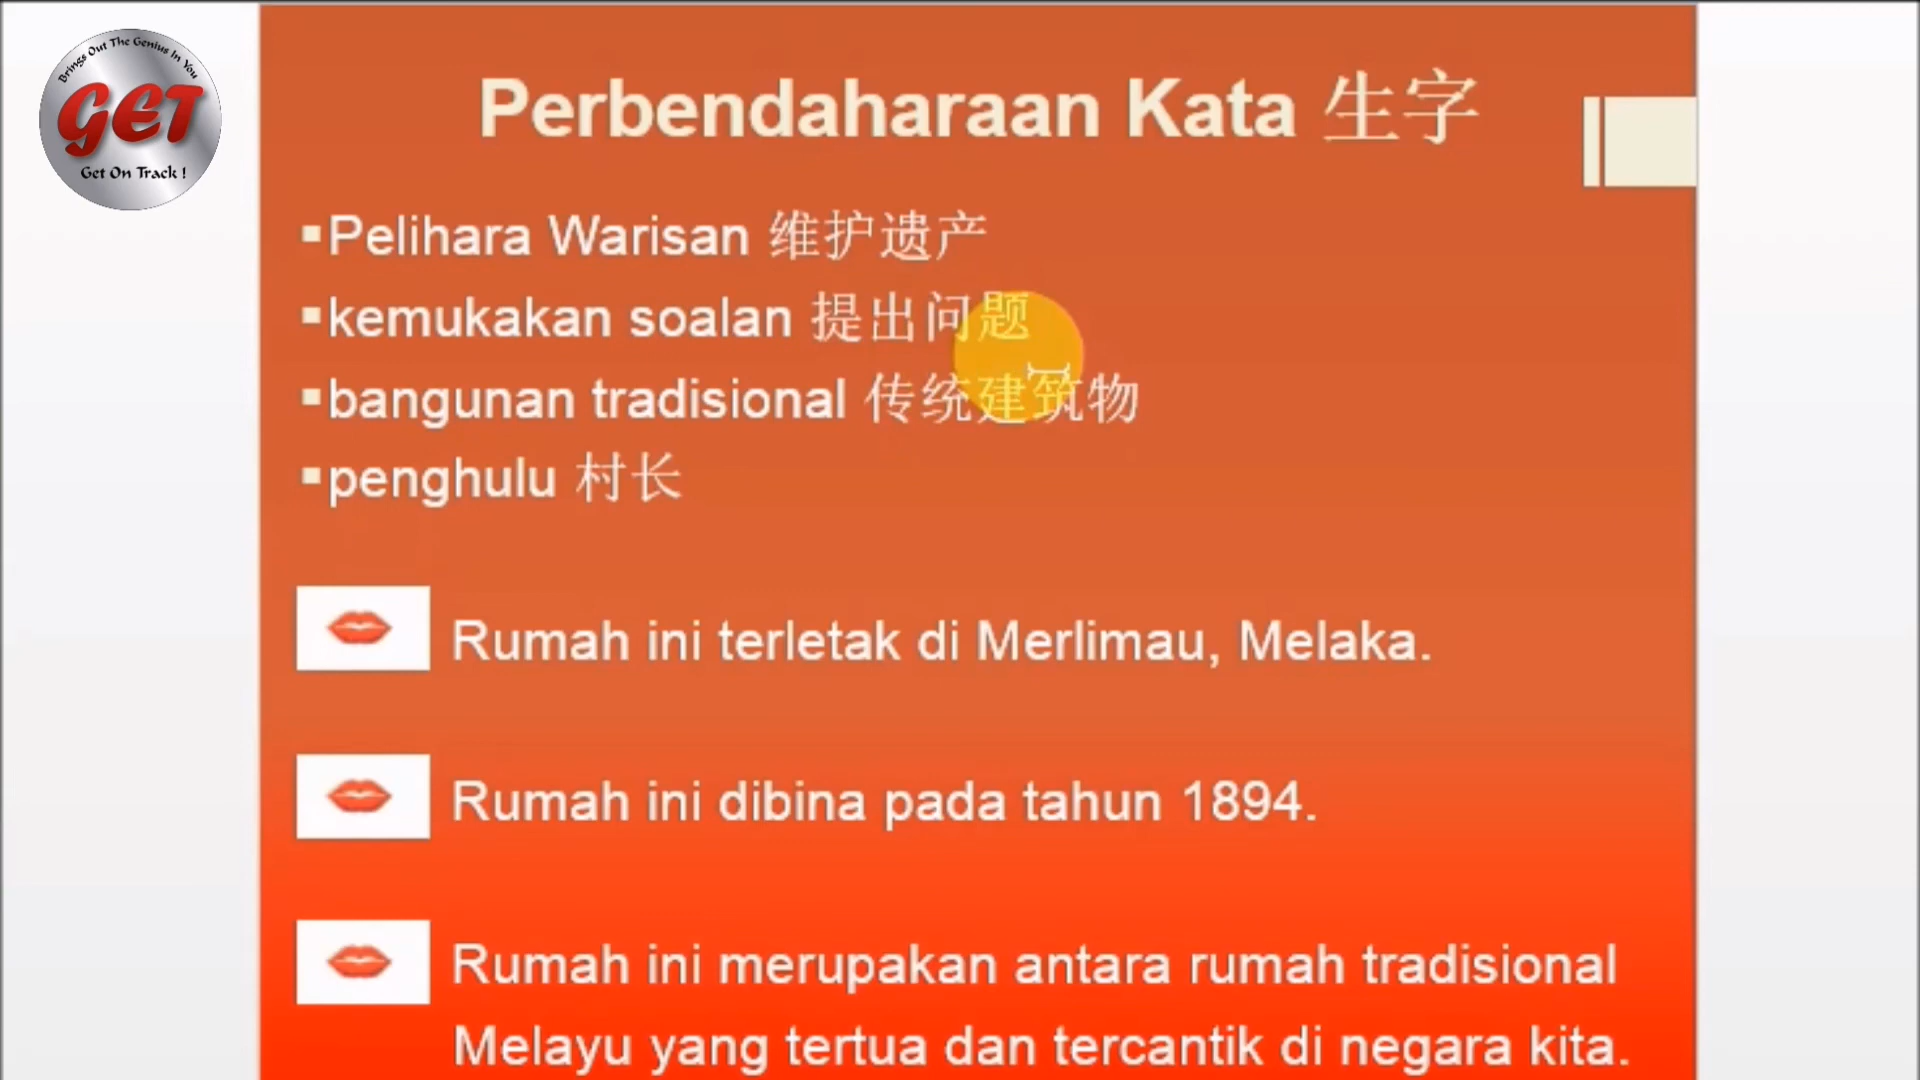 Brings Out The Genius In You
GET
Get On Track !
Perbendaharaan Kata 生字
▪Pelihara Warisan 维护遗产
▪kemukakan soalan 提出问题
▪bangunan tradisional 传统建筑物
▪penghulu 村长
Rumah ini terletak di Merlimau, Melaka.
Rumah ini dibina pada tahun 1894.
Rumah ini merupakan antara rumah tradisional
Melayu yang tertua dan tercantik di negara kita.